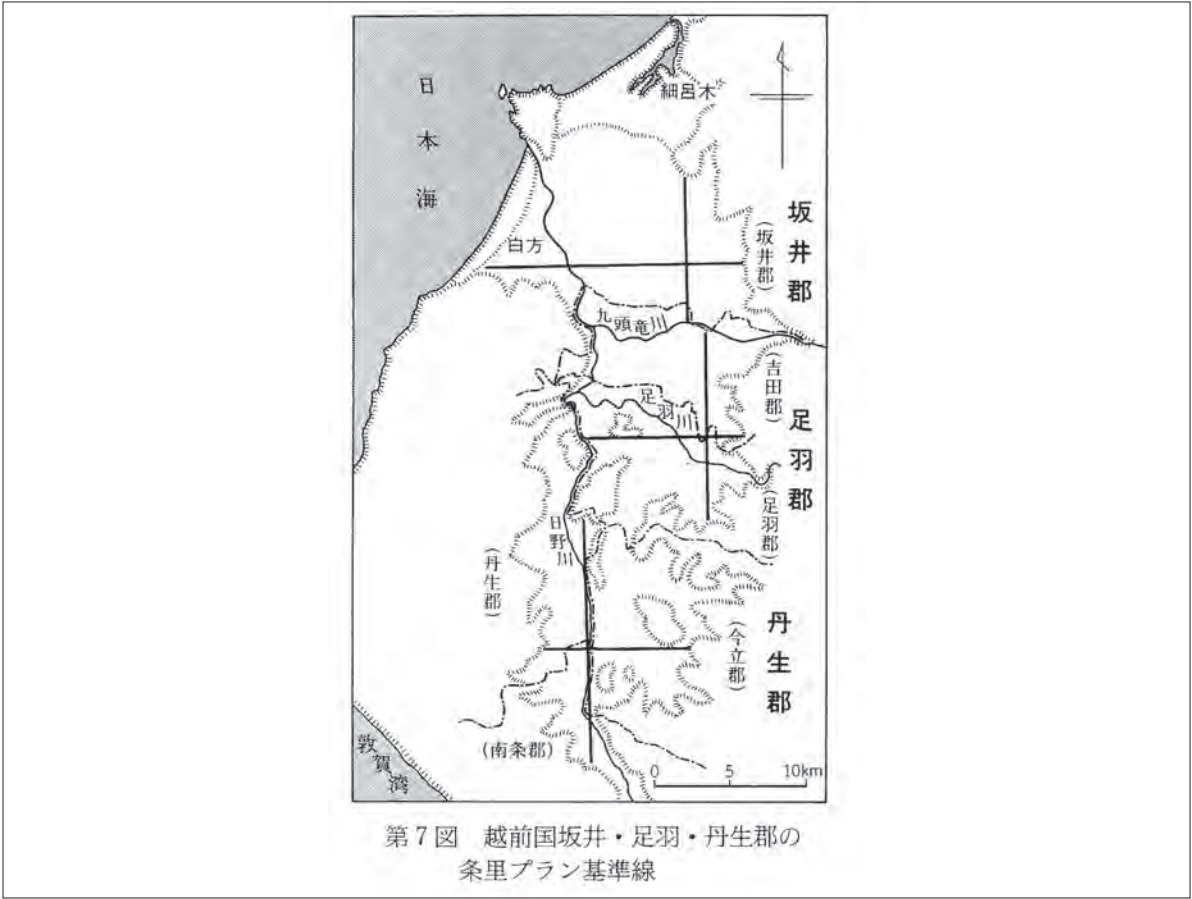 日本海
細呂木
坂井郡
(坂井郡)
白方
九頭竜川
(吉田郡)
足羽郡
足羽川
(足羽郡)
日野川
(丹生郡)
丹生郡
(今立郡)
(南条郡)
敦賀湾
0 5 10km
第7図 越前国坂井・足羽・丹生郡の
条里プラン基準線